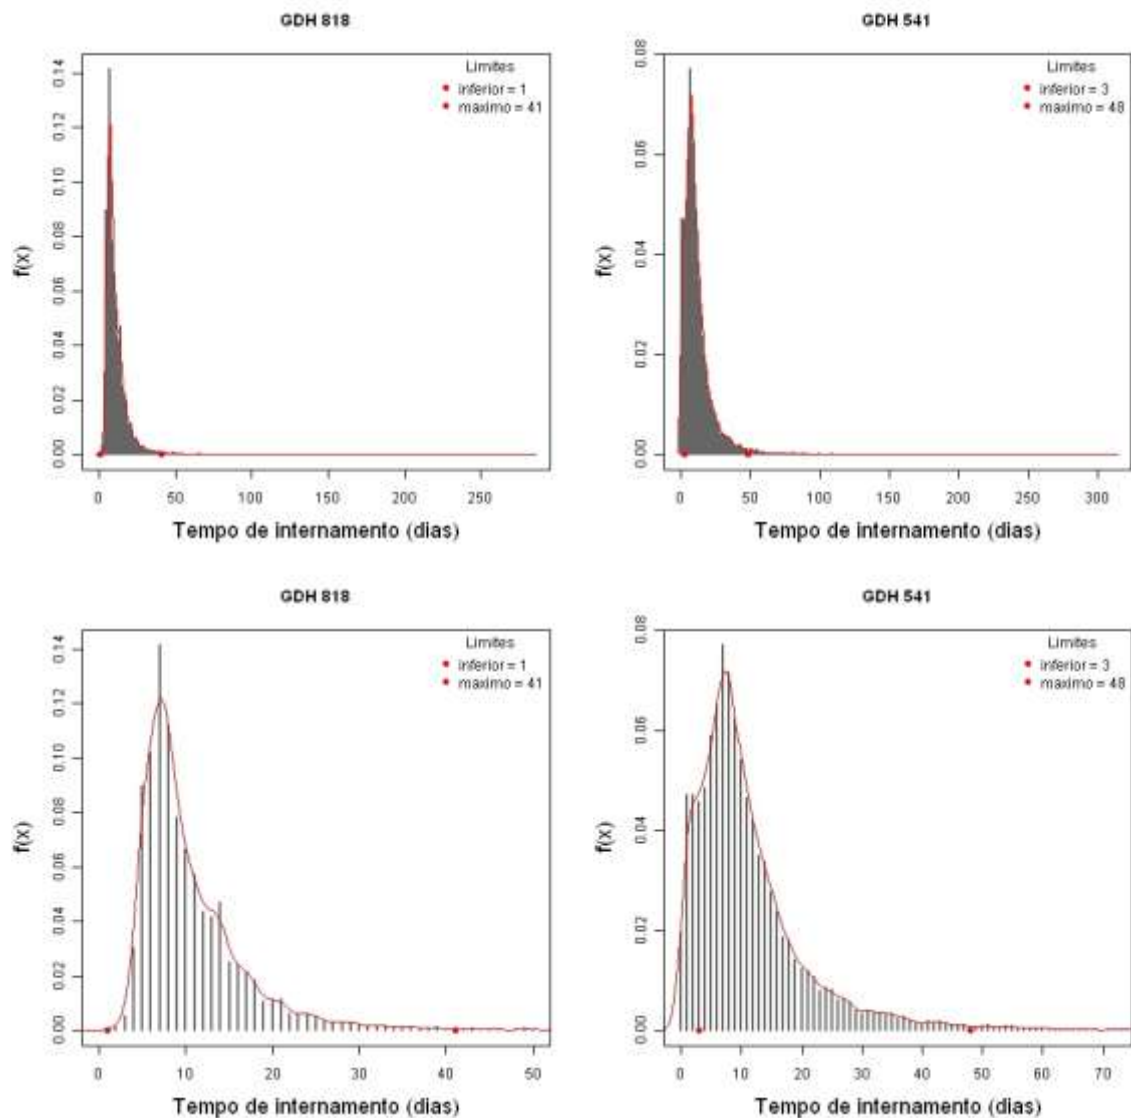 GDH 818
Limites
inferior = 1
maximo = 41
f(x)
0.00 0.02 0.04 0.06 0.08 0.10 0.12 0.14
0 50 100 150 200 250
Tempo de internamento (dias)
GDH 541
Limites
inferior = 3
maximo = 48
f(x)
0.00 0.02 0.04 0.06 0.08
0 50 100 150 200 250 300
Tempo de internamento (dias)
GDH 818
Limites
inferior = 1
maximo = 41
f(x)
0.00 0.02 0.04 0.06 0.08 0.10 0.12 0.14
0 10 20 30 40 50
Tempo de internamento (dias)
GDH 541
Limites
inferior = 3
maximo = 48
f(x)
0.00 0.02 0.04 0.06 0.08
0 10 20 30 40 50 60 70
Tempo de internamento (dias)